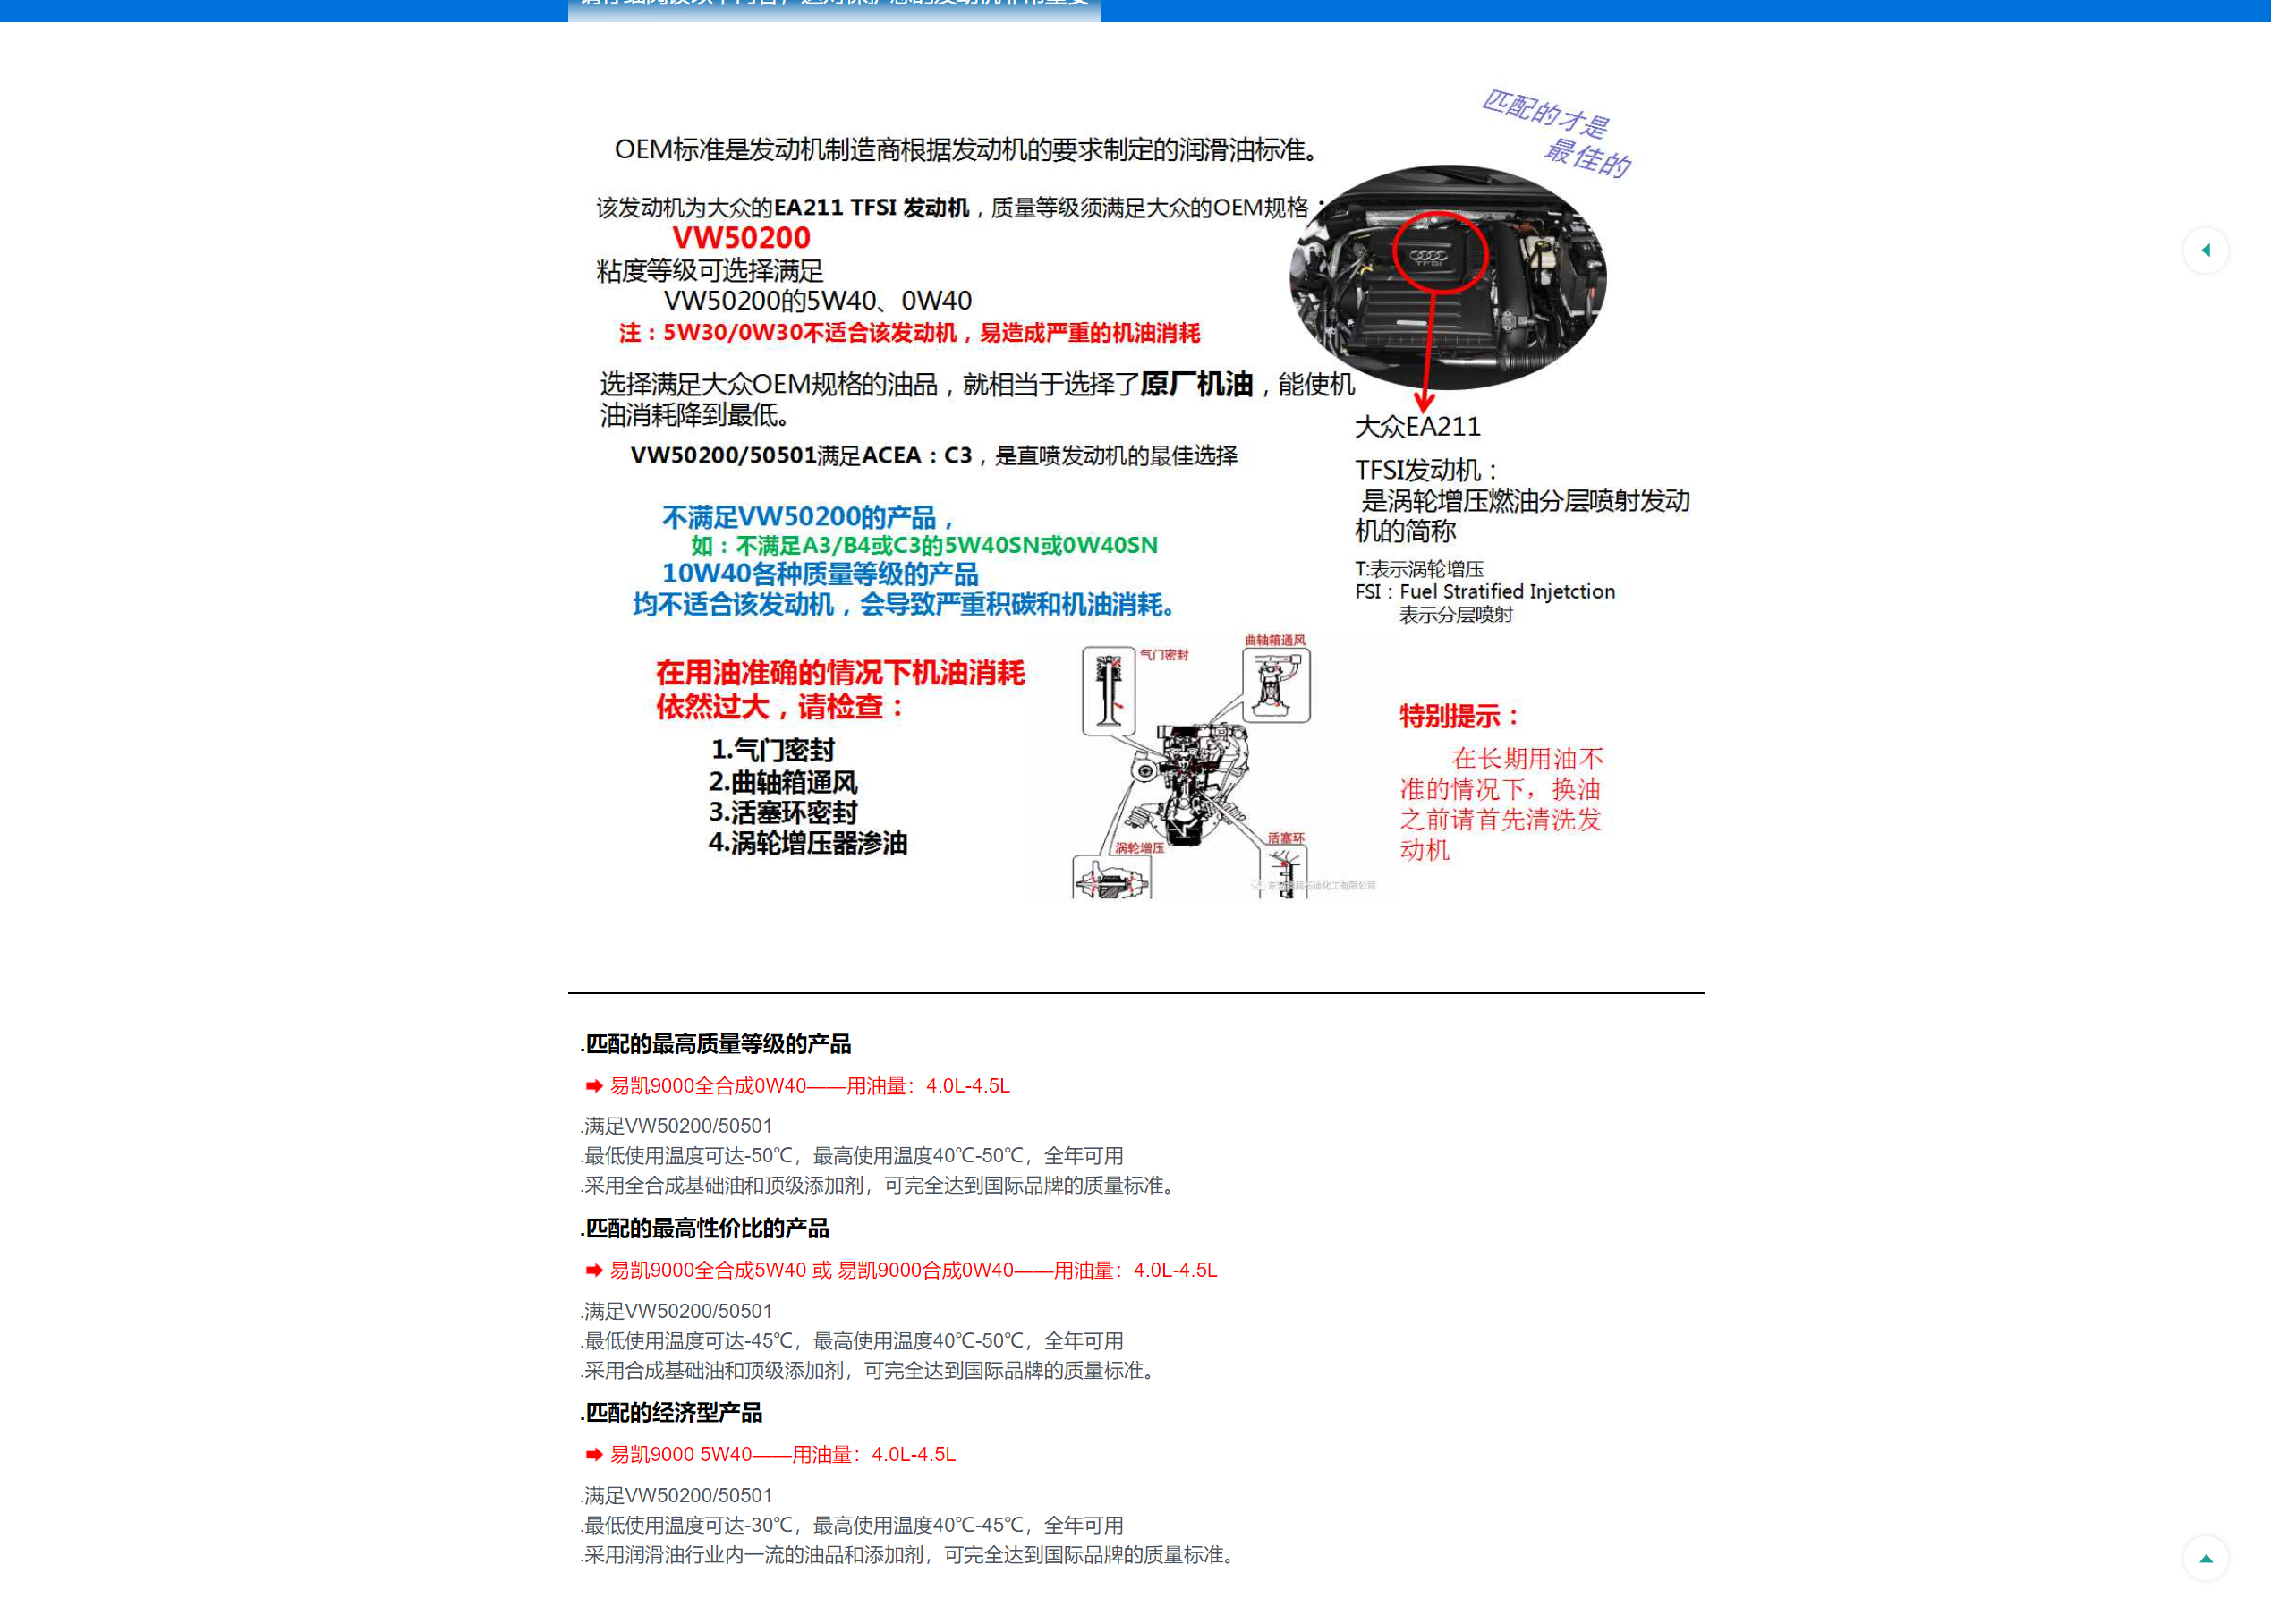 匹配的才是
最佳的
OEM标准是发动机制造商根据发动机的要求制定的润滑油标准。
该发动机为大众的EA211 TFSI 发动机，质量等级须满足大众的OEM规格：
VW50200
粘度等级可选择满足
VW50200的5W40、0W40
注：5W30/0W30不适合该发动机，易造成严重的机油消耗
选择满足大众OEM规格的油品，就相当于选择了原厂机油，能使机
油消耗降到最低。
VW50200/50501满足ACEA：C3，是直喷发动机的最佳选择
不满足VW50200的产品，
如：不满足A3/B4或C3的5W40SN或0W40SN
10W40各种质量等级的产品
均不适合该发动机，会导致严重积碳和机油消耗。
TFSI
大众EA211
TFSI发动机：
是涡轮增压燃油分层喷射发动
机的简称
T:表示涡轮增压
FSI：Fuel Stratified Injetction
表示分层喷射
在用油准确的情况下机油消耗
依然过大，请检查：
1.气门密封
2.曲轴箱通风
3.活塞环密封
4.涡轮增压器渗油
气门密封
曲轴箱通风
涡轮增压
活塞环
特别提示：
在长期用油不
准的情况下，换油
之前请首先清洗发
动机
.匹配的最高质量等级的产品
易凯9000全合成0W40——用油量：4.0L-4.5L
.满足VW50200/50501
.最低使用温度可达-50℃，最高使用温度40℃-50℃，全年可用
.采用全合成基础油和顶级添加剂，可完全达到国际品牌的质量标准。
.匹配的最高性价比的产品
易凯9000全合成5W40 或 易凯9000合成0W40——用油量：4.0L-4.5L
.满足VW50200/50501
.最低使用温度可达-45℃，最高使用温度40℃-50℃，全年可用
.采用合成基础油和顶级添加剂，可完全达到国际品牌的质量标准。
.匹配的经济型产品
易凯9000 5W40——用油量：4.0L-4.5L
.满足VW50200/50501
.最低使用温度可达-30℃，最高使用温度40℃-45℃，全年可用
.采用润滑油行业内一流的油品和添加剂，可完全达到国际品牌的质量标准。